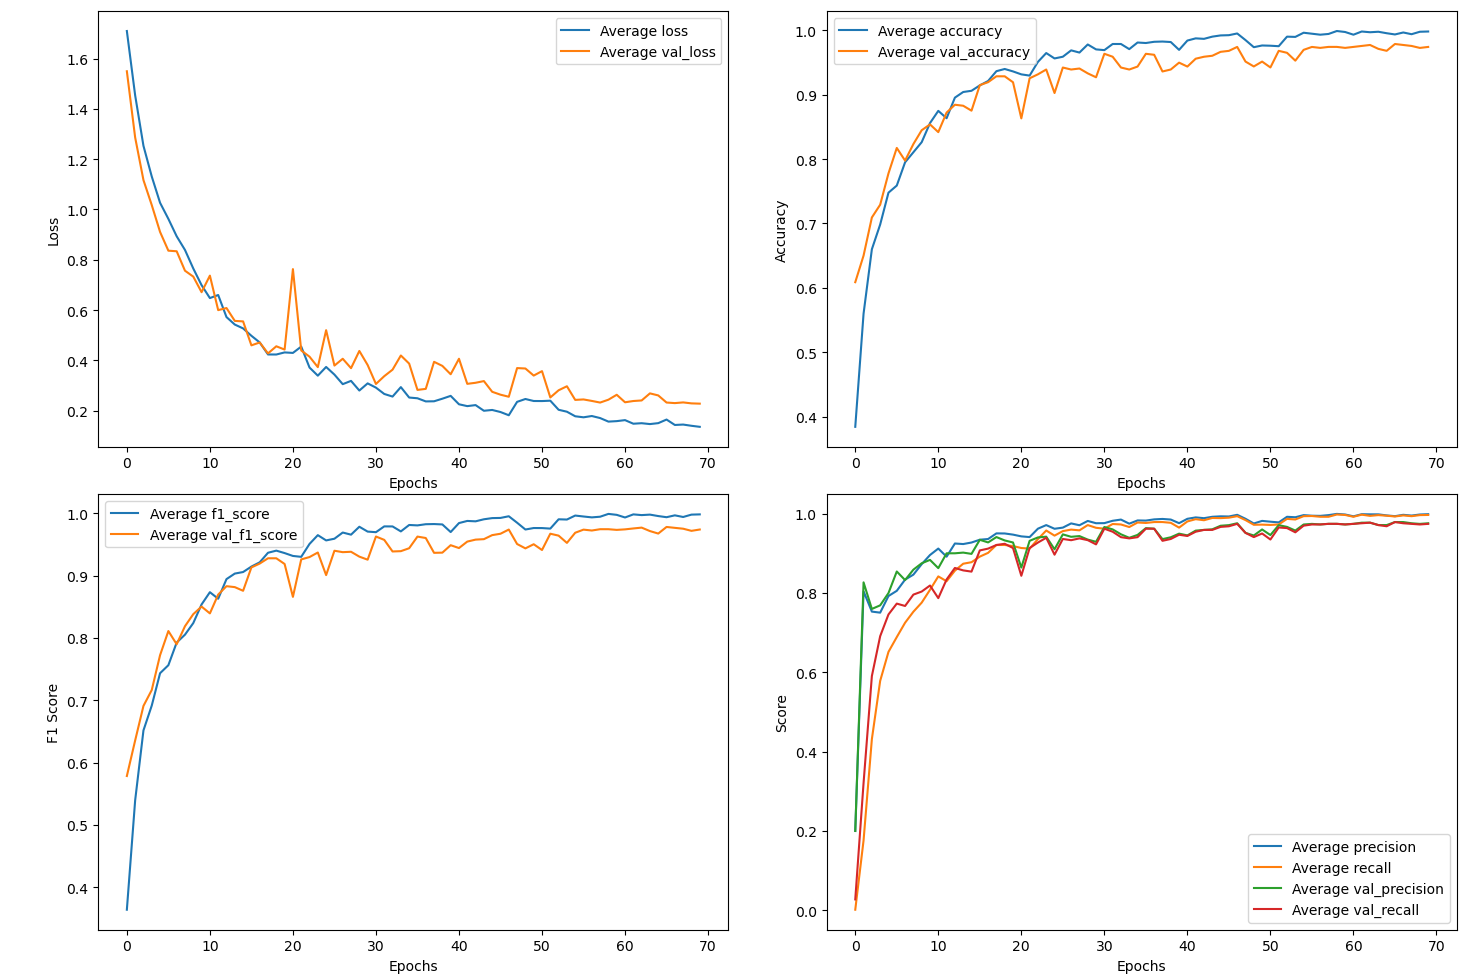 Average loss
Average val_loss
1.6
1.4
1.2
1.0
0.8
0.6
0.4
0.2
Loss
0 10 20 30 40 50 60 70
Epochs
Average accuracy
Average val_accuracy
1.0
0.9
0.8
0.7
0.6
0.5
0.4
Accuracy
0 10 20 30 40 50 60 70
Epochs
Average f1_score
Average val_f1_score
1.0
0.9
0.8
0.7
0.6
0.5
0.4
F1 Score
0 10 20 30 40 50 60 70
Epochs
1.0
0.8
0.6
0.4
0.2
0.0
Score
Average precision
Average recall
Average val_precision
Average val_recall
0 10 20 30 40 50 60 70
Epochs